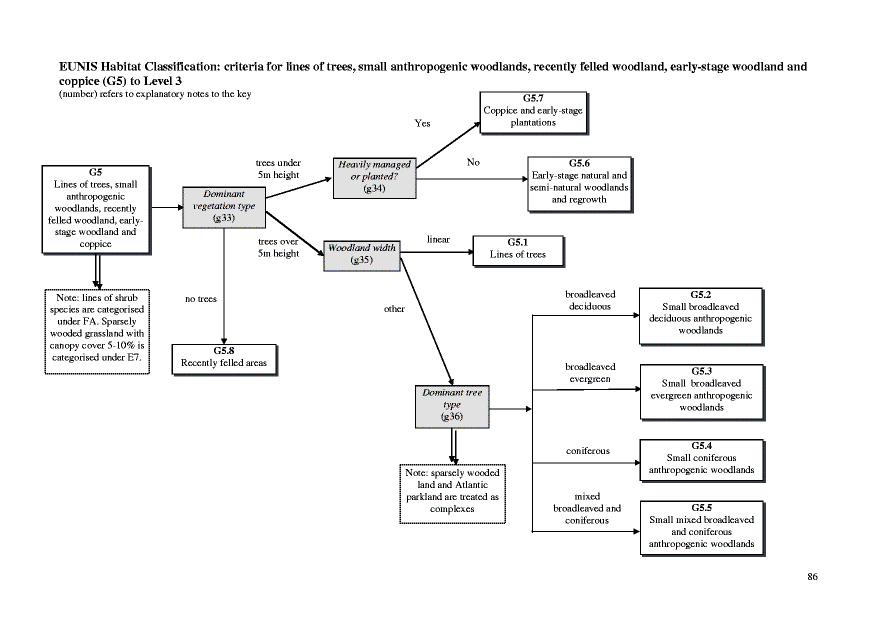 EUNIS Habitat Classification: criteria for lines of trees, small anthropogenic woodlands, recently felled woodland, early-stage woodland and
coppice (G5) to Level 3
(number) refers to explanatory notes to the key
G5
Lines of trees, small
anthropogenic
woodlands, recently
felled woodland, early-
stage woodland and
coppice
Note: lines of shrub
species are categorised
under FA. Sparsely
wooded grassland with
canopy cover 5-10% is
categorised under E7.
Dominant
vegetation type
(g33)
no trees
G5.8
Recently felled areas
trees under
5m height
Heavily managed
or planted?
(g34)
Yes
G5.7
Coppice and early-stage
plantations
No
G5.6
Early-stage natural and
semi-natural woodlands
and regrowth
trees over
5m height
Woodland width
(g35)
linear
G5.1
Lines of trees
other
Dominant tree
type
(g36)
Note: sparsely wooded
land and Atlantic
parkland are treated as
complexes
broadleaved
deciduous
G5.2
Small broadleaved
deciduous anthropogenic
woodlands
broadleaved
evergreen
G5.3
Small broadleaved
evergreen anthropogenic
woodlands
coniferous
G5.4
Small coniferous
anthropogenic woodlands
mixed
broadleaved and
coniferous
G5.5
Small mixed broadleaved
and coniferous
anthropogenic woodlands
86